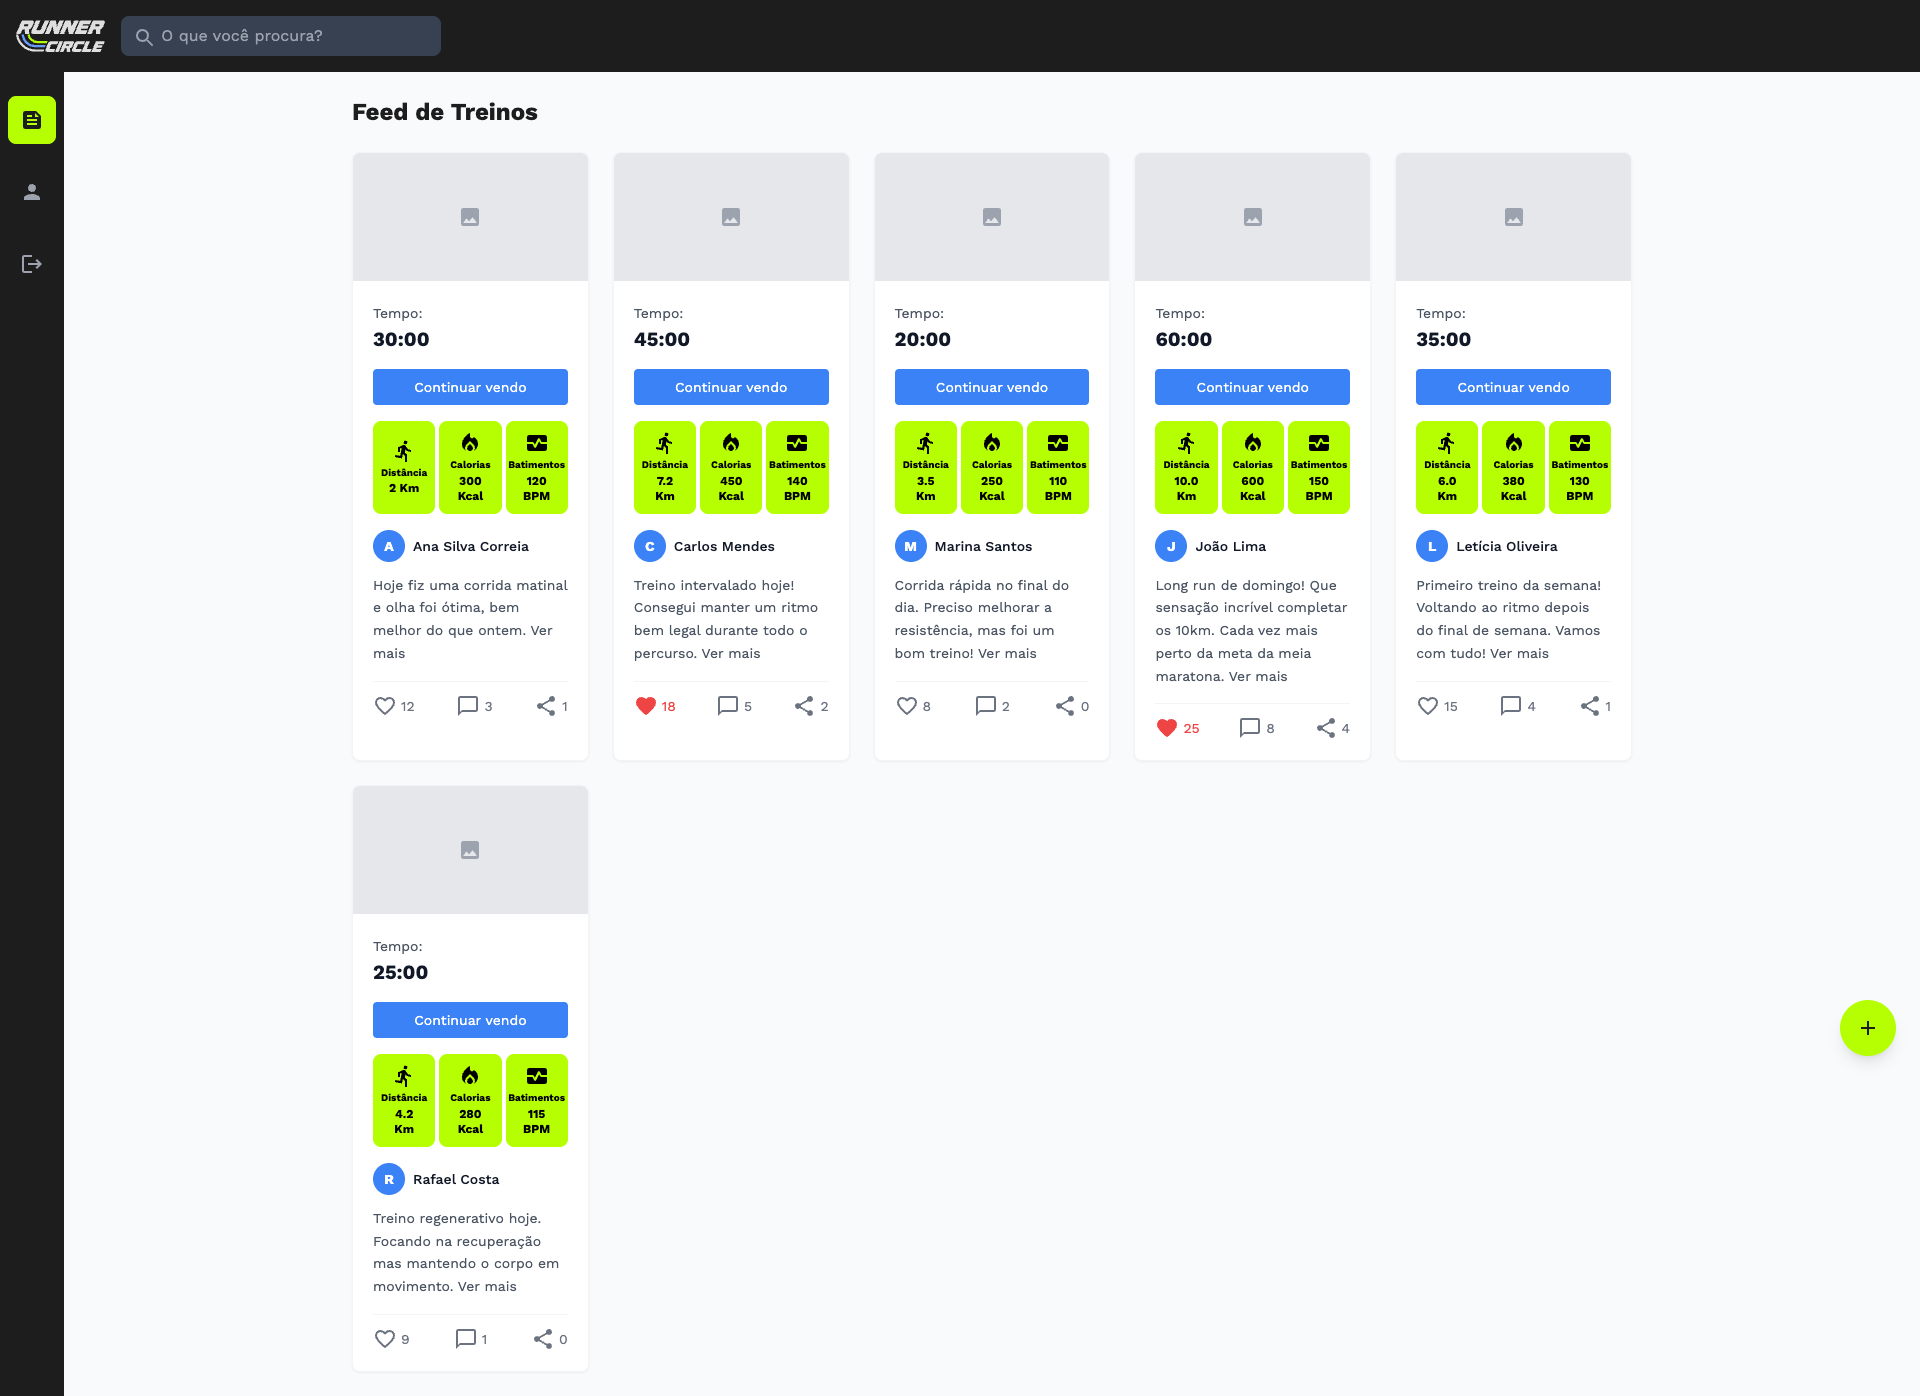 RUNNER
CIRCLE
O que você procura?
Feed de Treinos
Tempo:
30:00
Continuar vendo
Distância
2 Km
Calorias
300
Kcal
Batimentos
120
BPM
A
Ana Silva Correia
Hoje fiz uma corrida matinal
e olha foi ótima, bem
melhor do que ontem. Ver
mais
12
3
1
Tempo:
45:00
Continuar vendo
Distância
7.2
Km
Calorias
450
Kcal
Batimentos
140
BPM
C
Carlos Mendes
Treino intervalado hoje!
Consegui manter um ritmo
bem legal durante todo o
percurso. Ver mais
18
5
2
Tempo:
20:00
Continuar vendo
Distância
3.5
Km
Calorias
250
Kcal
Batimentos
110
BPM
M
Marina Santos
Corrida rápida no final do
dia. Preciso melhorar a
resistência, mas foi um
bom treino! Ver mais
8
2
0
Tempo:
60:00
Continuar vendo
Distância
10.0
Km
Calorias
600
Kcal
Batimentos
150
BPM
J
João Lima
Long run de domingo! Que
sensação incrível completar
os 10km. Cada vez mais
perto da meta da meia
maratona. Ver mais
25
8
4
Tempo:
35:00
Continuar vendo
Distância
6.0
Km
Calorias
380
Kcal
Batimentos
130
BPM
L
Letícia Oliveira
Primeiro treino da semana!
Voltando ao ritmo depois
do final de semana. Vamos
com tudo! Ver mais
15
4
1
Tempo:
25:00
Continuar vendo
Distância
4.2
Km
Calorias
280
Kcal
Batimentos
115
BPM
R
Rafael Costa
Treino regenerativo hoje.
Focando na recuperação
mas mantendo o corpo em
movimento. Ver mais
9
1
0